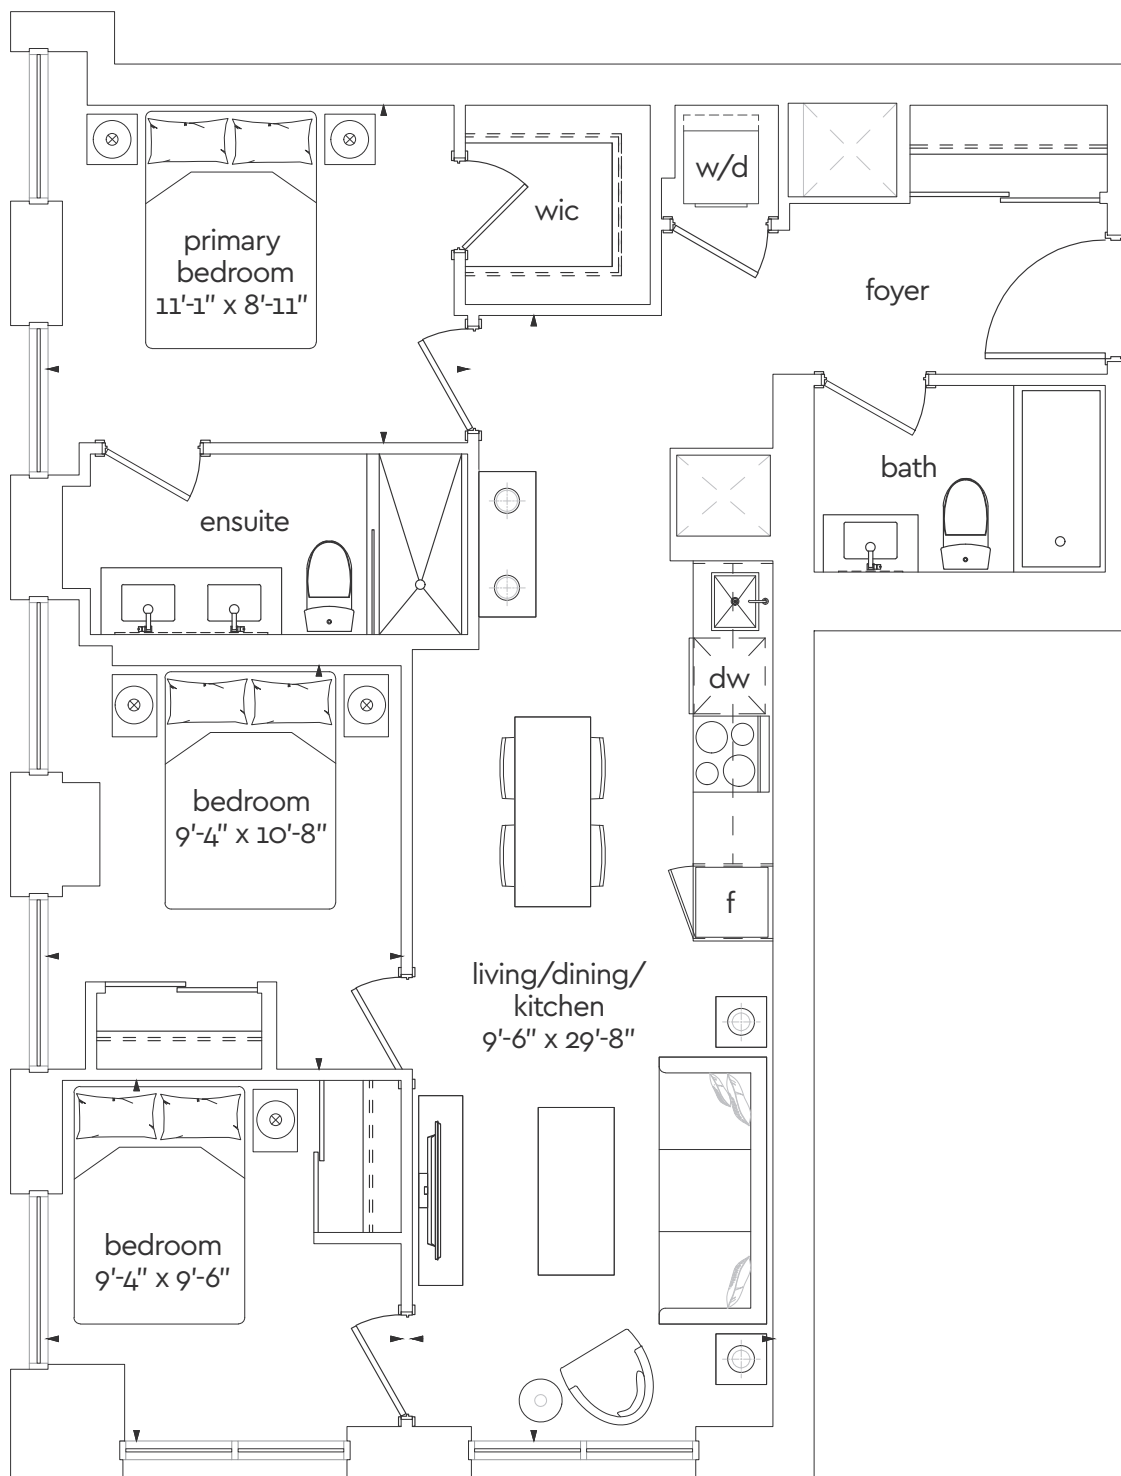 w/d
wic
primary
bedroom
11'-1" x 8'-11"
foyer
bath
ensuite
dw
bedroom
9'-4" x 10'-8"
f
living/dining/
kitchen
9'-6" x 29'-8"
bedroom
9'-4" x 9'-6"